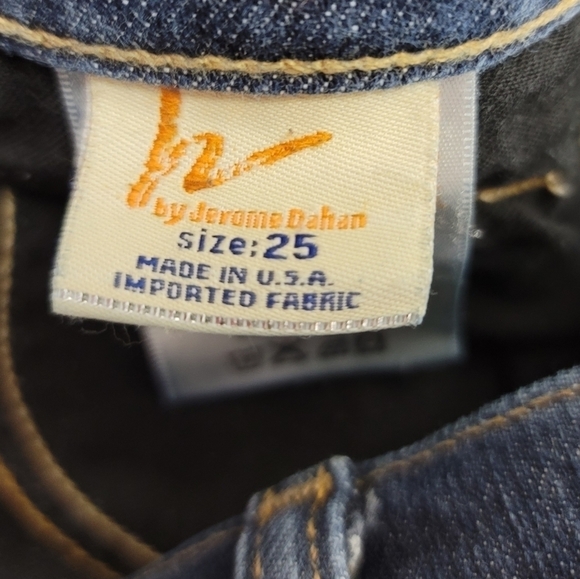 by Jerome Dahan
size: 25
MADE IN U.S.A.
IMPORTED FABRIC